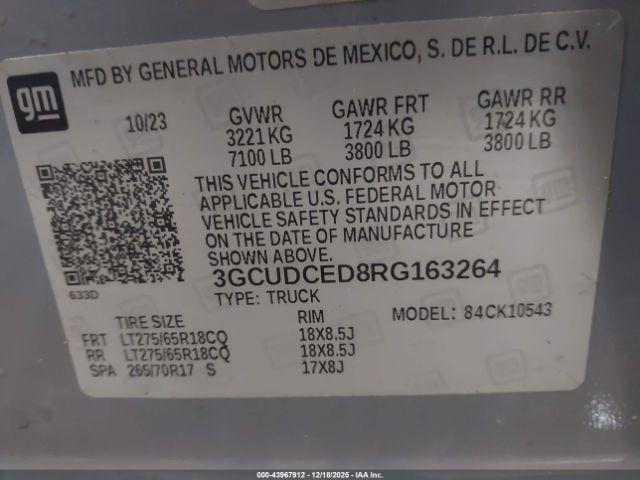 gm
MFD BY GENERAL MOTORS DE MEXICO, S. DE R.L. DE C.V.
10/23
GVWR
3221 KG
7100 LB
GAWR FRT
1724 KG
3800 LB
GAWR RR
1724 KG
3800 LB
THIS VEHICLE CONFORMS TO ALL
APPLICABLE U.S. FEDERAL MOTOR
VEHICLE SAFETY STANDARDS IN EFFECT
ON THE DATE OF MANUFACTURE
SHOWN ABOVE.
3GCUDCED8RG163264
633D
TYPE: TRUCK
MODEL: 84CK10543
TIRE SIZE RIM
FRT LT275/65R18CQ 18X8.5J
RR LT275/65R18CQ 18X8.5J
SPA 265/70R17 S 17X8J
000-43967912 - 12/18/2025 - IAAI, Inc.